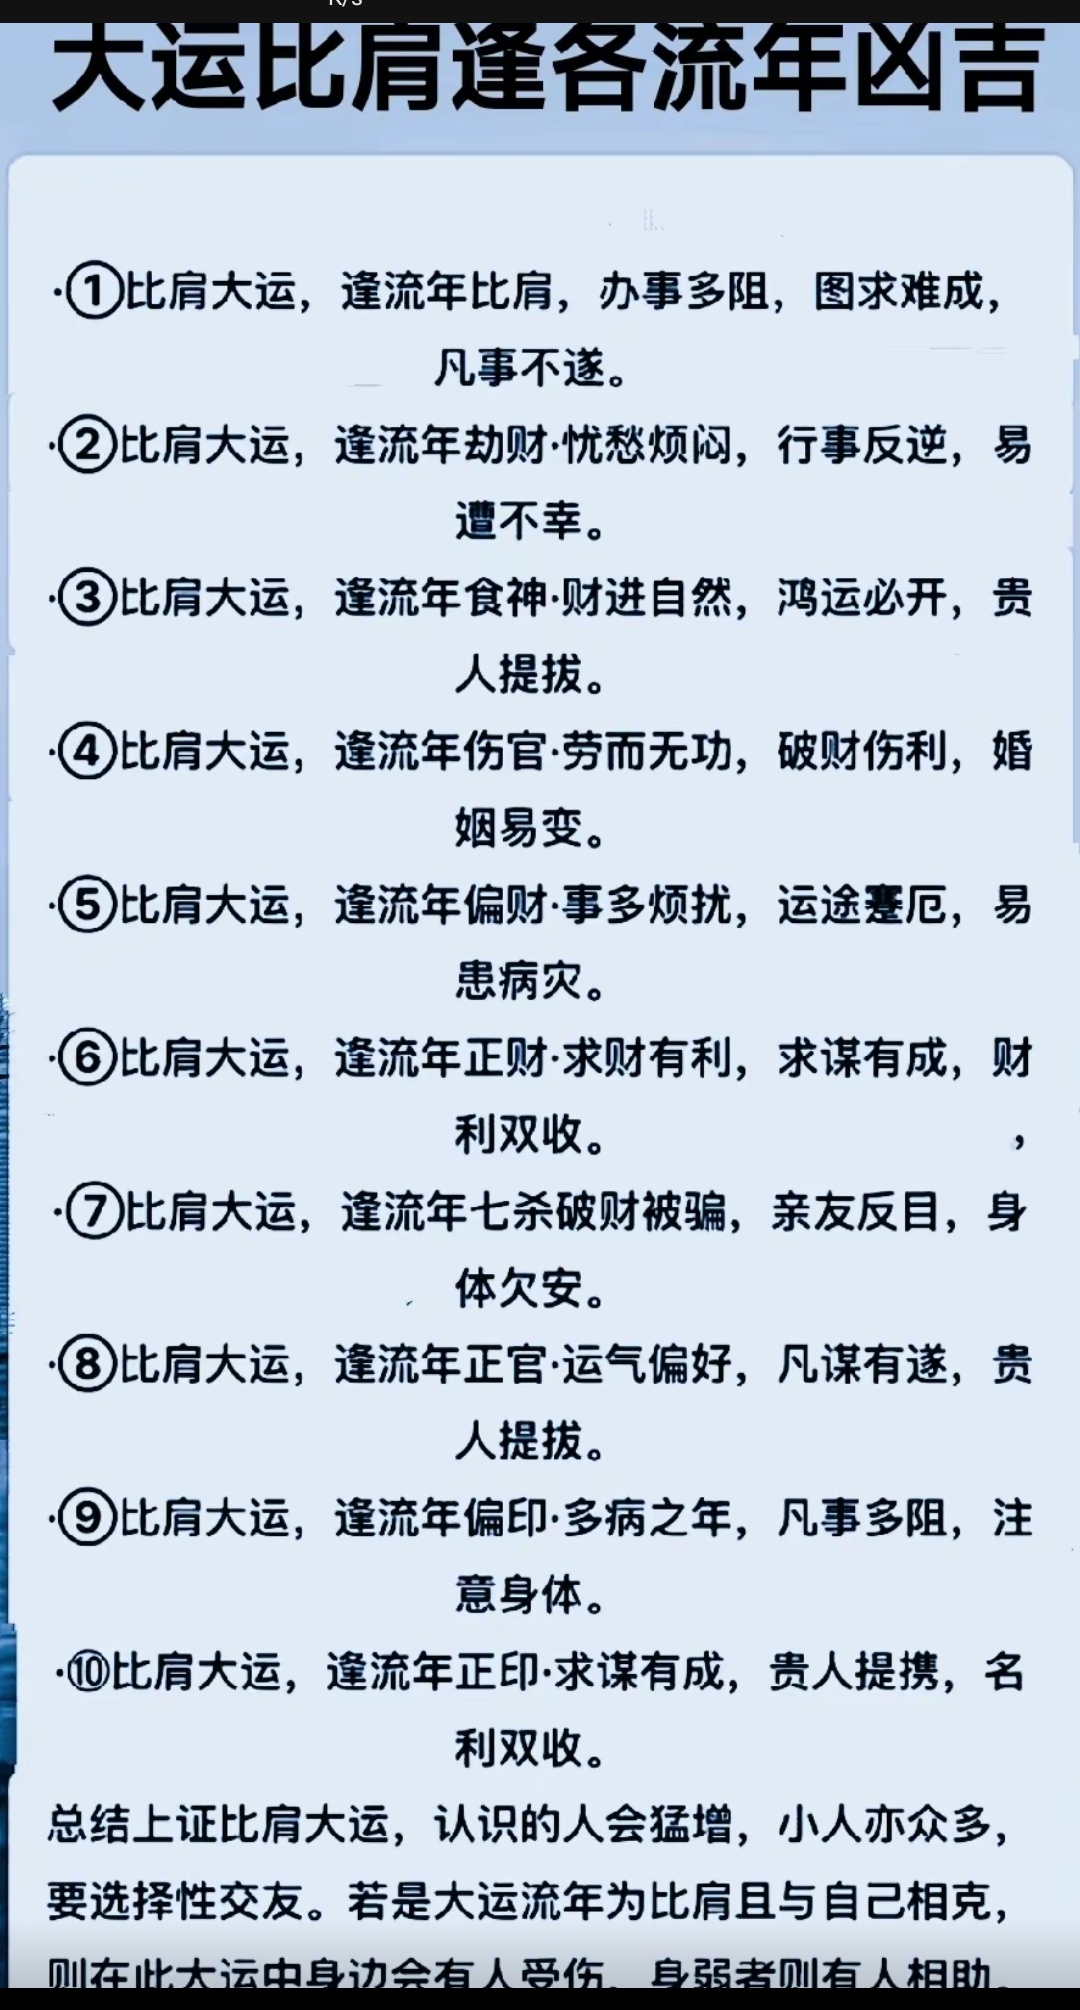 K/s
大运比肩逢各流年凶吉
·①比肩大运，逢流年比肩，办事多阻，图求难成，
凡事不遂。
·②比肩大运，逢流年劫财·忧愁烦闷，行事反逆，易
遭不幸。
·③比肩大运，逢流年食神·财进自然，鸿运必开，贵
人提拔。
·④比肩大运，逢流年伤官·劳而无功，破财伤利，婚
姻易变。
·⑤比肩大运，逢流年偏财·事多烦扰，运途蹇厄，易
患病灾。
·⑥比肩大运，逢流年正财·求财有利，求谋有成，财
利双收。 ，
·⑦比肩大运，逢流年七杀破财被骗，亲友反目，身
体欠安。
·⑧比肩大运，逢流年正官·运气偏好，凡谋有遂，贵
人提拔。
·⑨比肩大运，逢流年偏印·多病之年，凡事多阻，注
意身体。
·⑩比肩大运，逢流年正印·求谋有成，贵人提携，名
利双收。
总结上证比肩大运，认识的人会猛增，小人亦众多，
要选择性交友。若是大运流年为比肩且与自己相克，
则在此大运中身边会有人受伤。身弱者则有人相助。